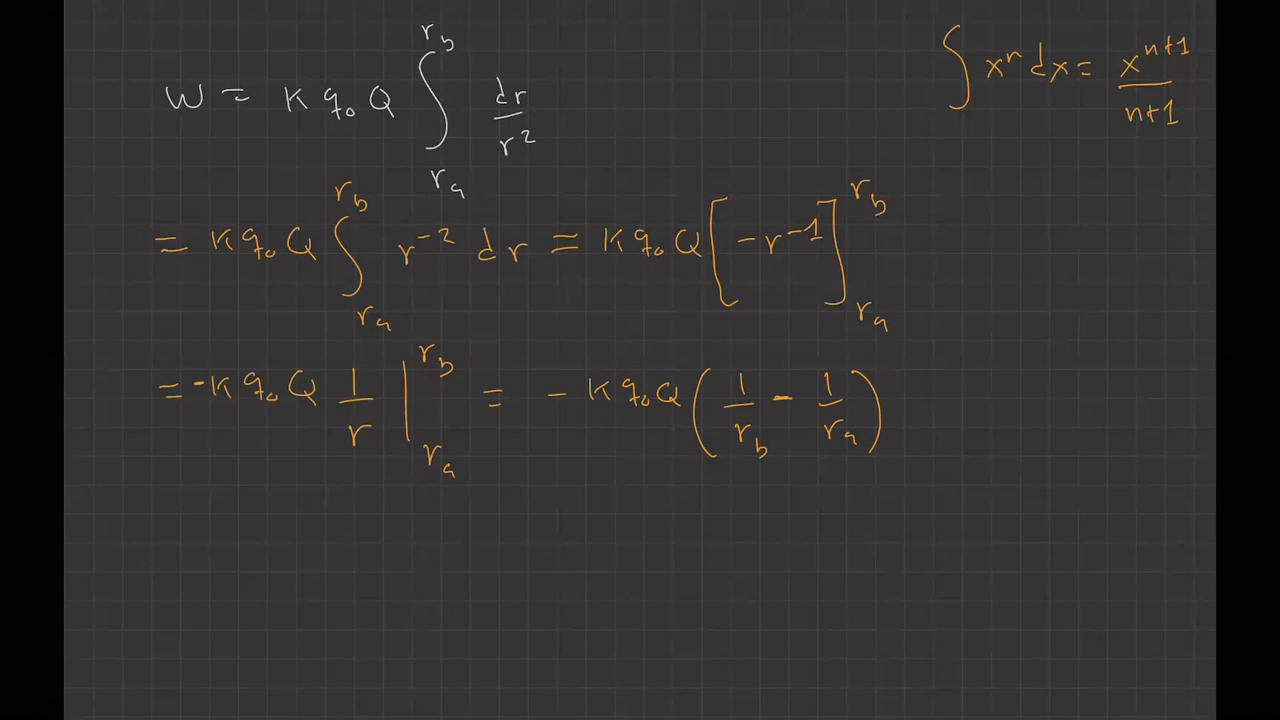 W = K q₀ Q ∫_{r_a}^{r_b} dr/r²
∫ xⁿ dx = x^{n+1}/(n+1)
= K q₀ Q ∫_{r_a}^{r_b} r⁻² dr = K q₀ Q [-r⁻¹]_{r_a}^{r_b}
= -K q₀ Q 1/r |_{r_a}^{r_b} = -K q₀ Q (1/r_b - 1/r_a)